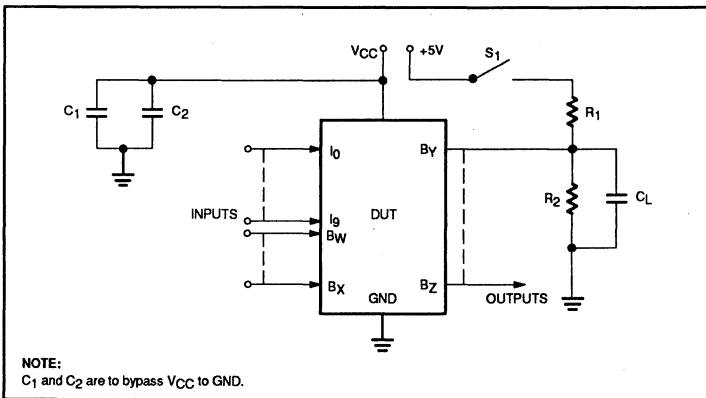 VCC +5V S1
C1 C2 R1
I0 BY
R2 CL
INPUTS I9 DUT
BW
BX GND BZ OUTPUTS
NOTE:
C1 and C2 are to bypass VCC to GND.